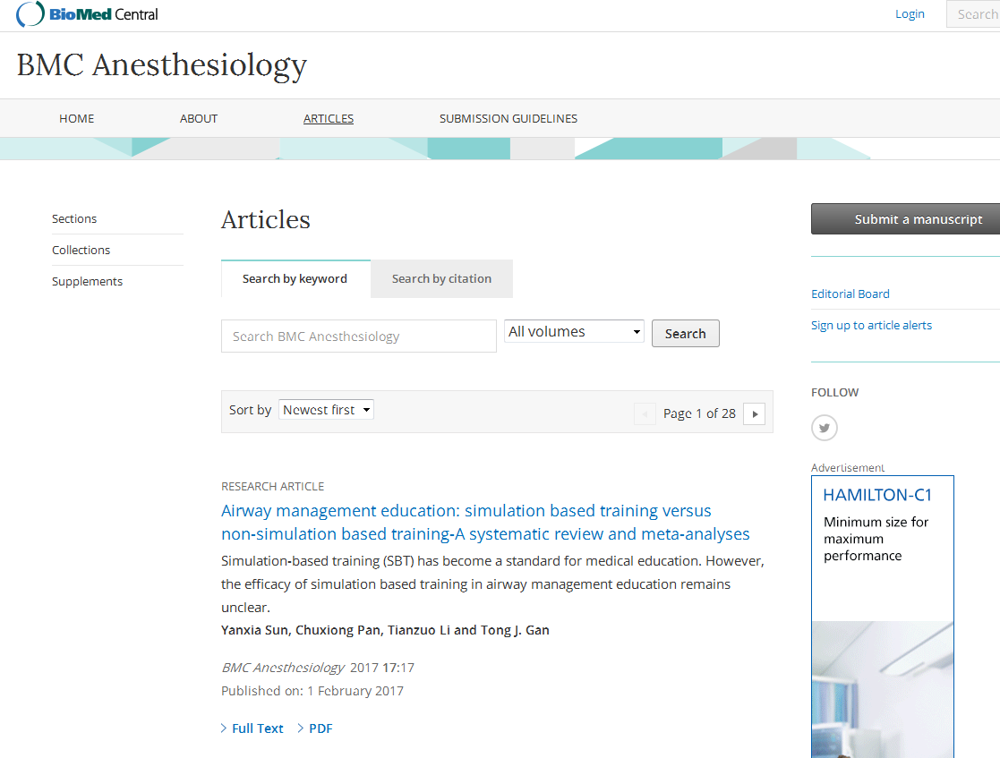 BioMed Central
Login
Search
BMC Anesthesiology
HOME
ABOUT
ARTICLES
SUBMISSION GUIDELINES
Sections
Collections
Supplements
Articles
Search by keyword
Search by citation
Search BMC Anesthesiology
All volumes
Search
Sort by
Newest first
Page 1 of 28
RESEARCH ARTICLE
Airway management education: simulation based training versus
non-simulation based training-A systematic review and meta-analyses
Simulation-based training (SBT) has become a standard for medical education. However,
the efficacy of simulation based training in airway management education remains
unclear.
Yanxia Sun, Chuxiong Pan, Tianzuo Li and Tong J. Gan
BMC Anesthesiology 2017 17:17
Published on: 1 February 2017
Full Text
PDF
Submit a manuscript
Editorial Board
Sign up to article alerts
FOLLOW
Advertisement
HAMILTON-C1
Minimum size for
maximum
performance